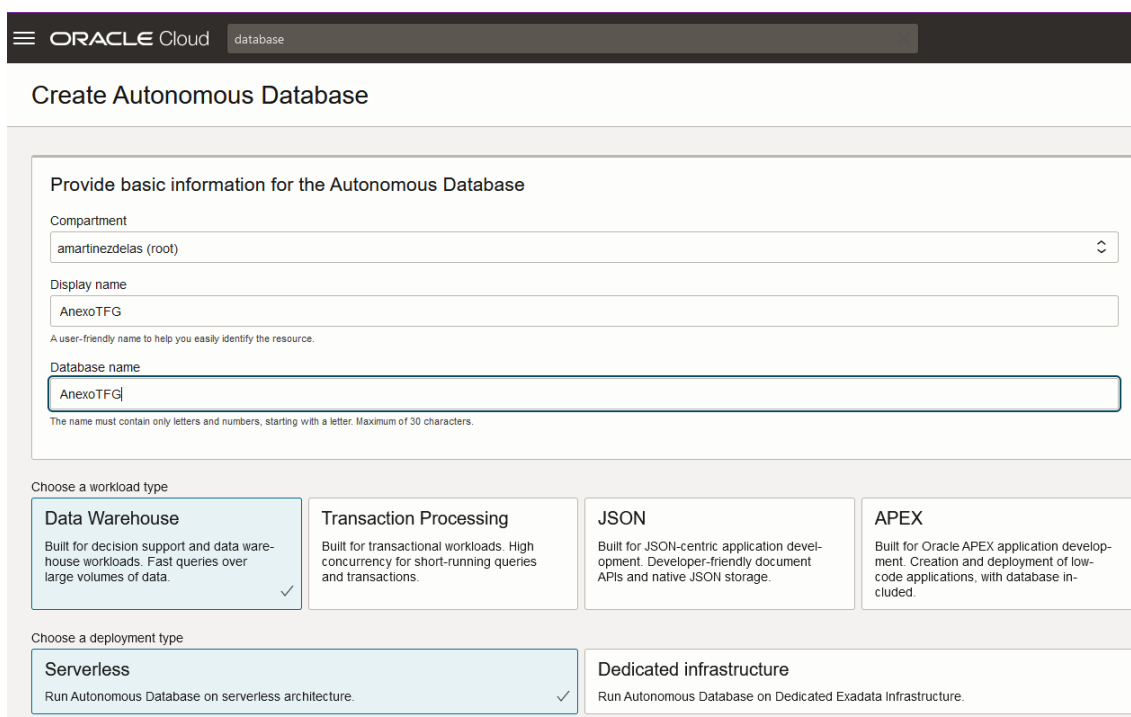 ORACLE Cloud
database
Create Autonomous Database
Provide basic information for the Autonomous Database
Compartment
amartinezdelas (root)
Display name
AnexoTFG
A user-friendly name to help you easily identify the resource.
Database name
AnexoTFG
The name must contain only letters and numbers, starting with a letter. Maximum of 30 characters.
Choose a workload type
Data Warehouse
Built for decision support and data ware-
house workloads. Fast queries over
large volumes of data.
Transaction Processing
Built for transactional workloads. High
concurrency for short-running queries
and transactions.
JSON
Built for JSON-centric application devel-
opment. Developer-friendly document
APIs and native JSON storage.
APEX
Built for Oracle APEX application develop-
ment. Creation and deployment of low-
code applications, with database in-
cluded.
Choose a deployment type
Serverless
Run Autonomous Database on serverless architecture.
Dedicated infrastructure
Run Autonomous Database on Dedicated Exadata Infrastructure.